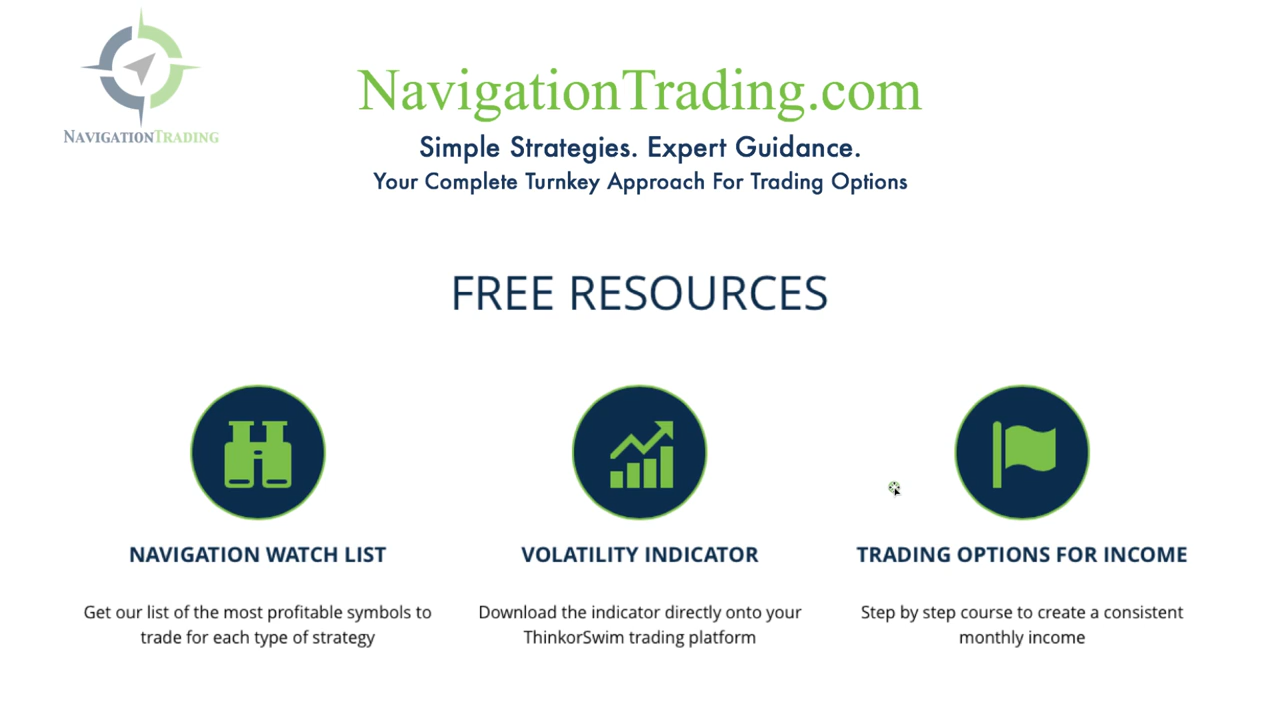 NAVIGATIONTRADING
NavigationTrading.com
Simple Strategies. Expert Guidance.
Your Complete Turnkey Approach For Trading Options
FREE RESOURCES
NAVIGATION WATCH LIST
Get our list of the most profitable symbols to
trade for each type of strategy
VOLATILITY INDICATOR
Download the indicator directly onto your
ThinkorSwim trading platform
TRADING OPTIONS FOR INCOME
Step by step course to create a consistent
monthly income